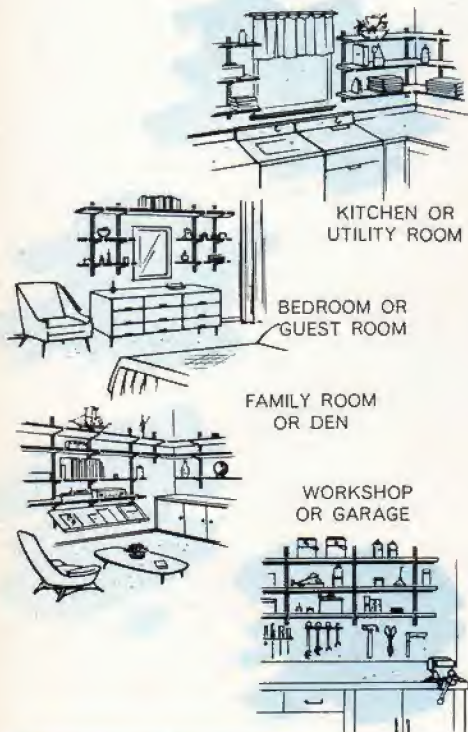 KITCHEN OR
UTILITY ROOM
BEDROOM OR
GUEST ROOM
FAMILY ROOM
OR DEN
WORKSHOP
OR GARAGE